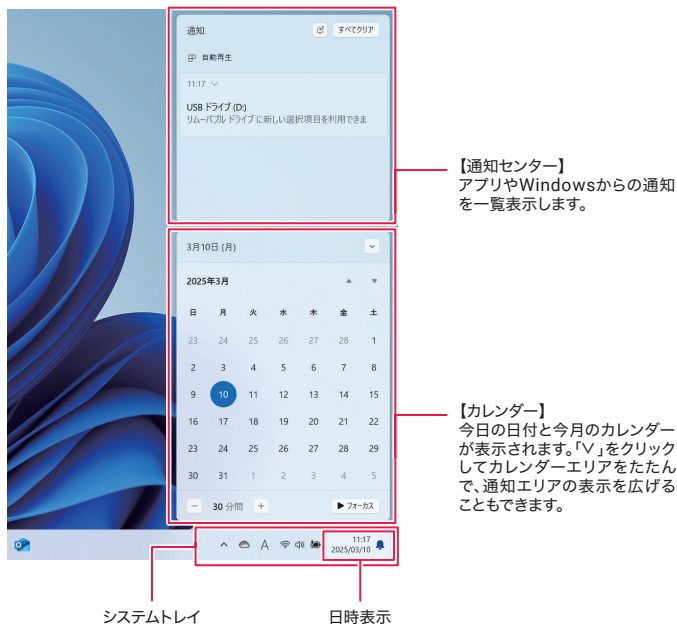 通知
すべてクリア
自動再生
11:17
USB ドライブ (D:)
リムーバブル ドライブ に新しい選択項目を利用できま
【通知センター】
アプリやWindowsからの通知
を一覧表示します。
3月10日 (月)
2025年3月
日 月 火 水 木 金 土
23 24 25 26 27 28 1
2 3 4 5 6 7 8
9 10 11 12 13 14 15
16 17 18 19 20 21 22
23 24 25 26 27 28 29
30 31 1 2 3 4 5
30 分間
フォーカス
【カレンダー】
今日の日付と今月のカレンダー
が表示されます。「∨」をクリック
してカレンダーエリアをたたん
で、通知エリアの表示を広げる
こともできます。
A
11:17
2025/03/10
システムトレイ
日時表示